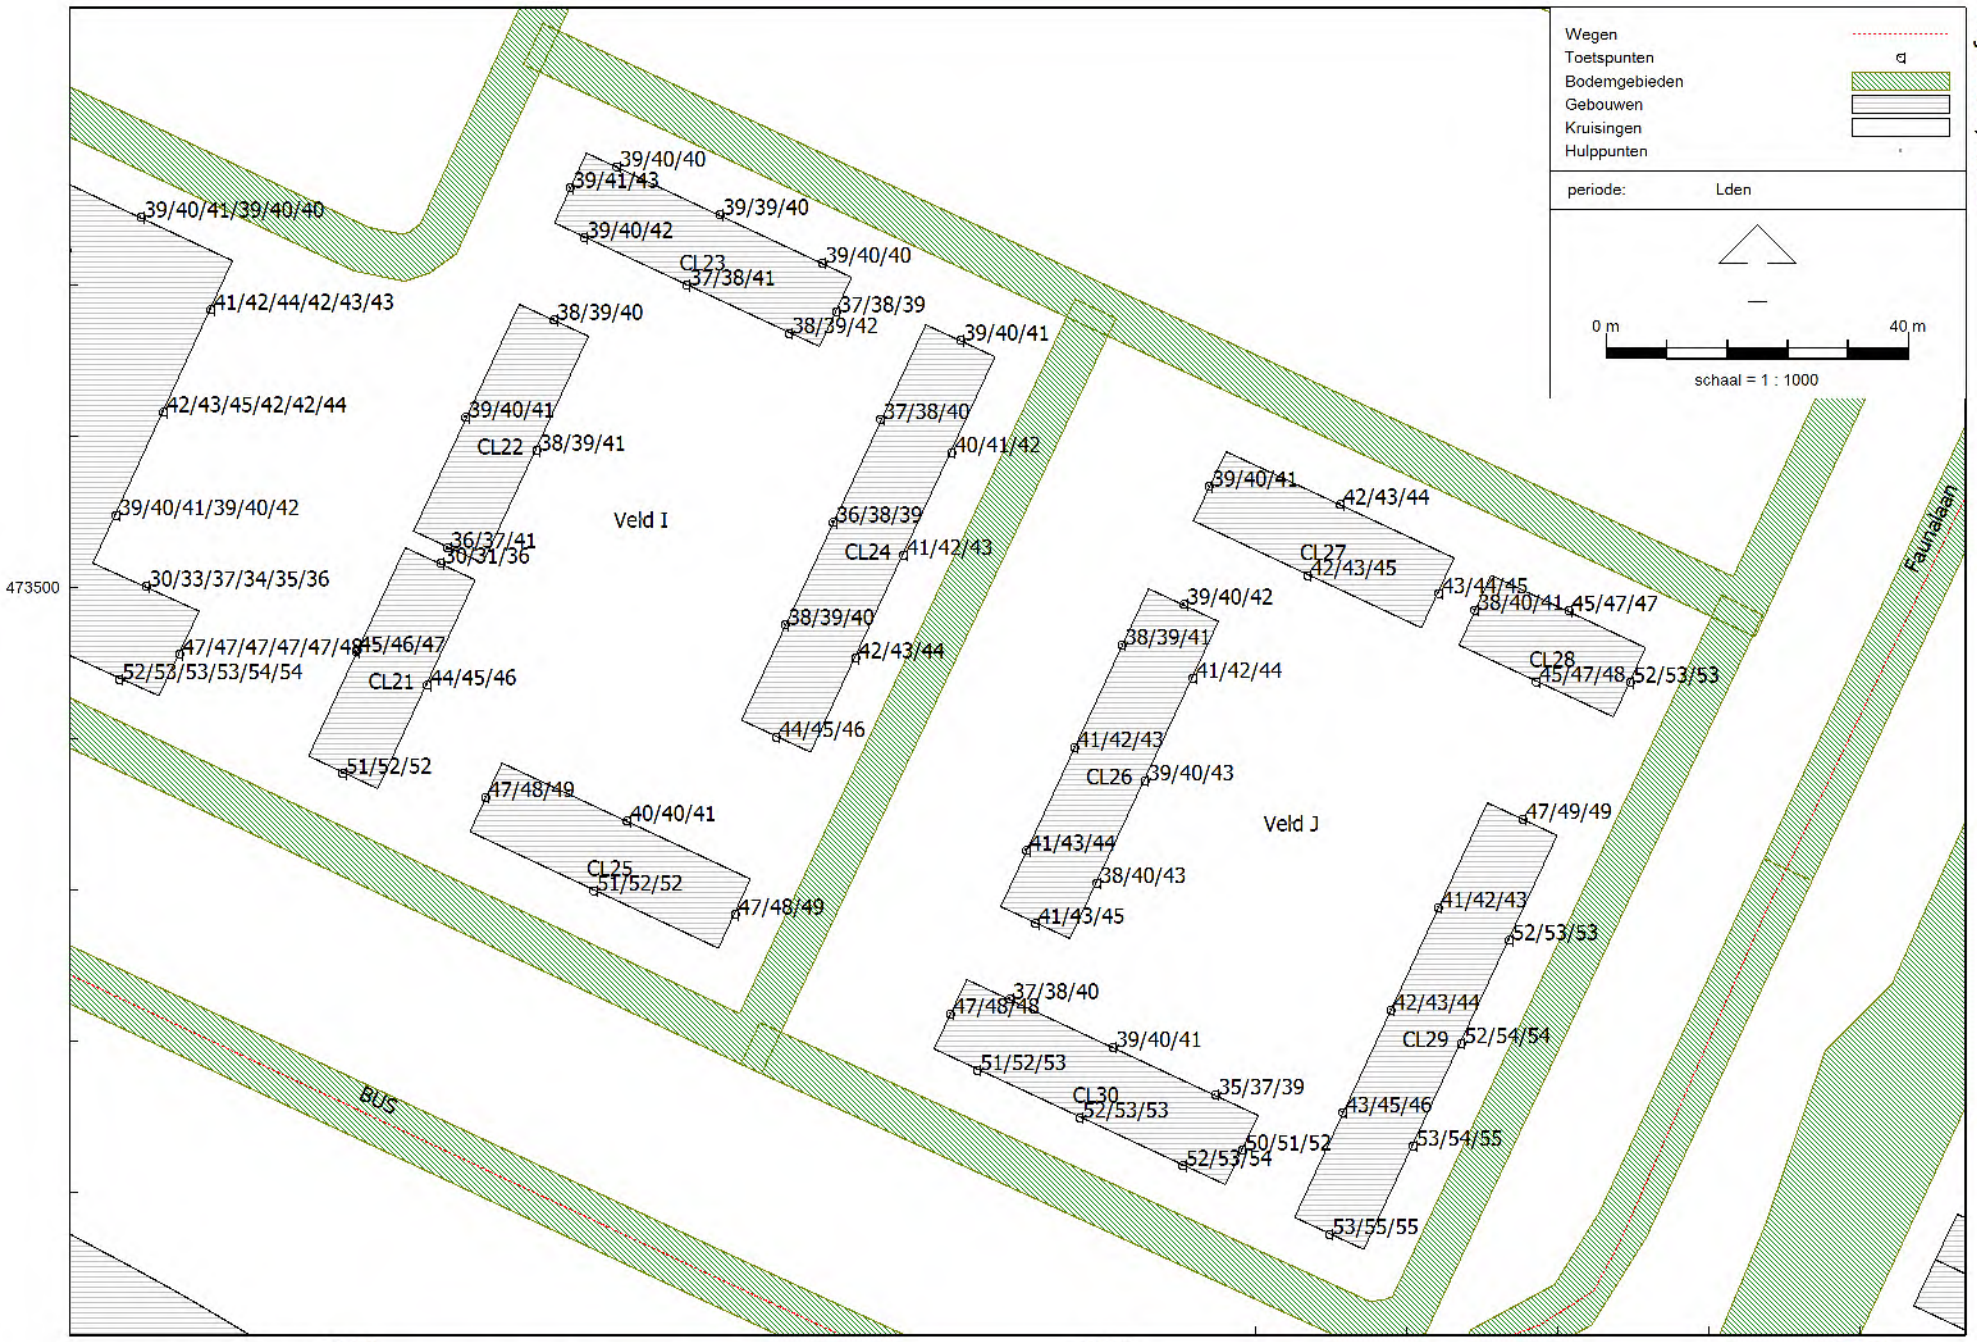 Wegen
Toetspunten
Bodemgebieden
Gebouwen
Kruisingen
Hulppunten
periode: Lden
0 m 40 m
schaal = 1 : 1000
39/40/40
39/41/43
39/40/41/39/40/40
39/39/40
39/40/42
39/40/40
CL23
37/38/41
41/42/44/42/43/43
37/38/39
38/39/40
38/39/42
39/40/41
42/43/45/42/42/44
39/40/41
37/38/40
CL22
38/39/41
40/41/42
39/40/41
42/43/44
39/40/41/39/40/42
Veld I
36/38/39
Faunalaan
36/37/41
CL24
41/42/43
CL27
30/31/36
42/43/45
473500
30/33/37/34/35/36
43/44/45
39/40/42
38/40/41
45/47/47
38/39/40
38/39/41
47/47/47/47/47/48
45/46/47
42/43/44
CL28
52/53/53/53/54/54
CL21
44/45/46
41/42/44
45/47/48
52/53/53
44/45/46
41/42/43
51/52/52
CL26
39/40/43
47/48/49
40/40/41
Veld J
47/49/49
41/43/44
CL25
51/52/52
38/40/43
47/48/49
41/43/45
41/42/43
52/53/53
37/38/40
47/48/48
42/43/44
39/40/41
CL29
52/54/54
51/52/53
BUS
CL30
35/37/39
52/53/53
43/45/46
50/51/52
53/54/55
52/53/54
53/55/55